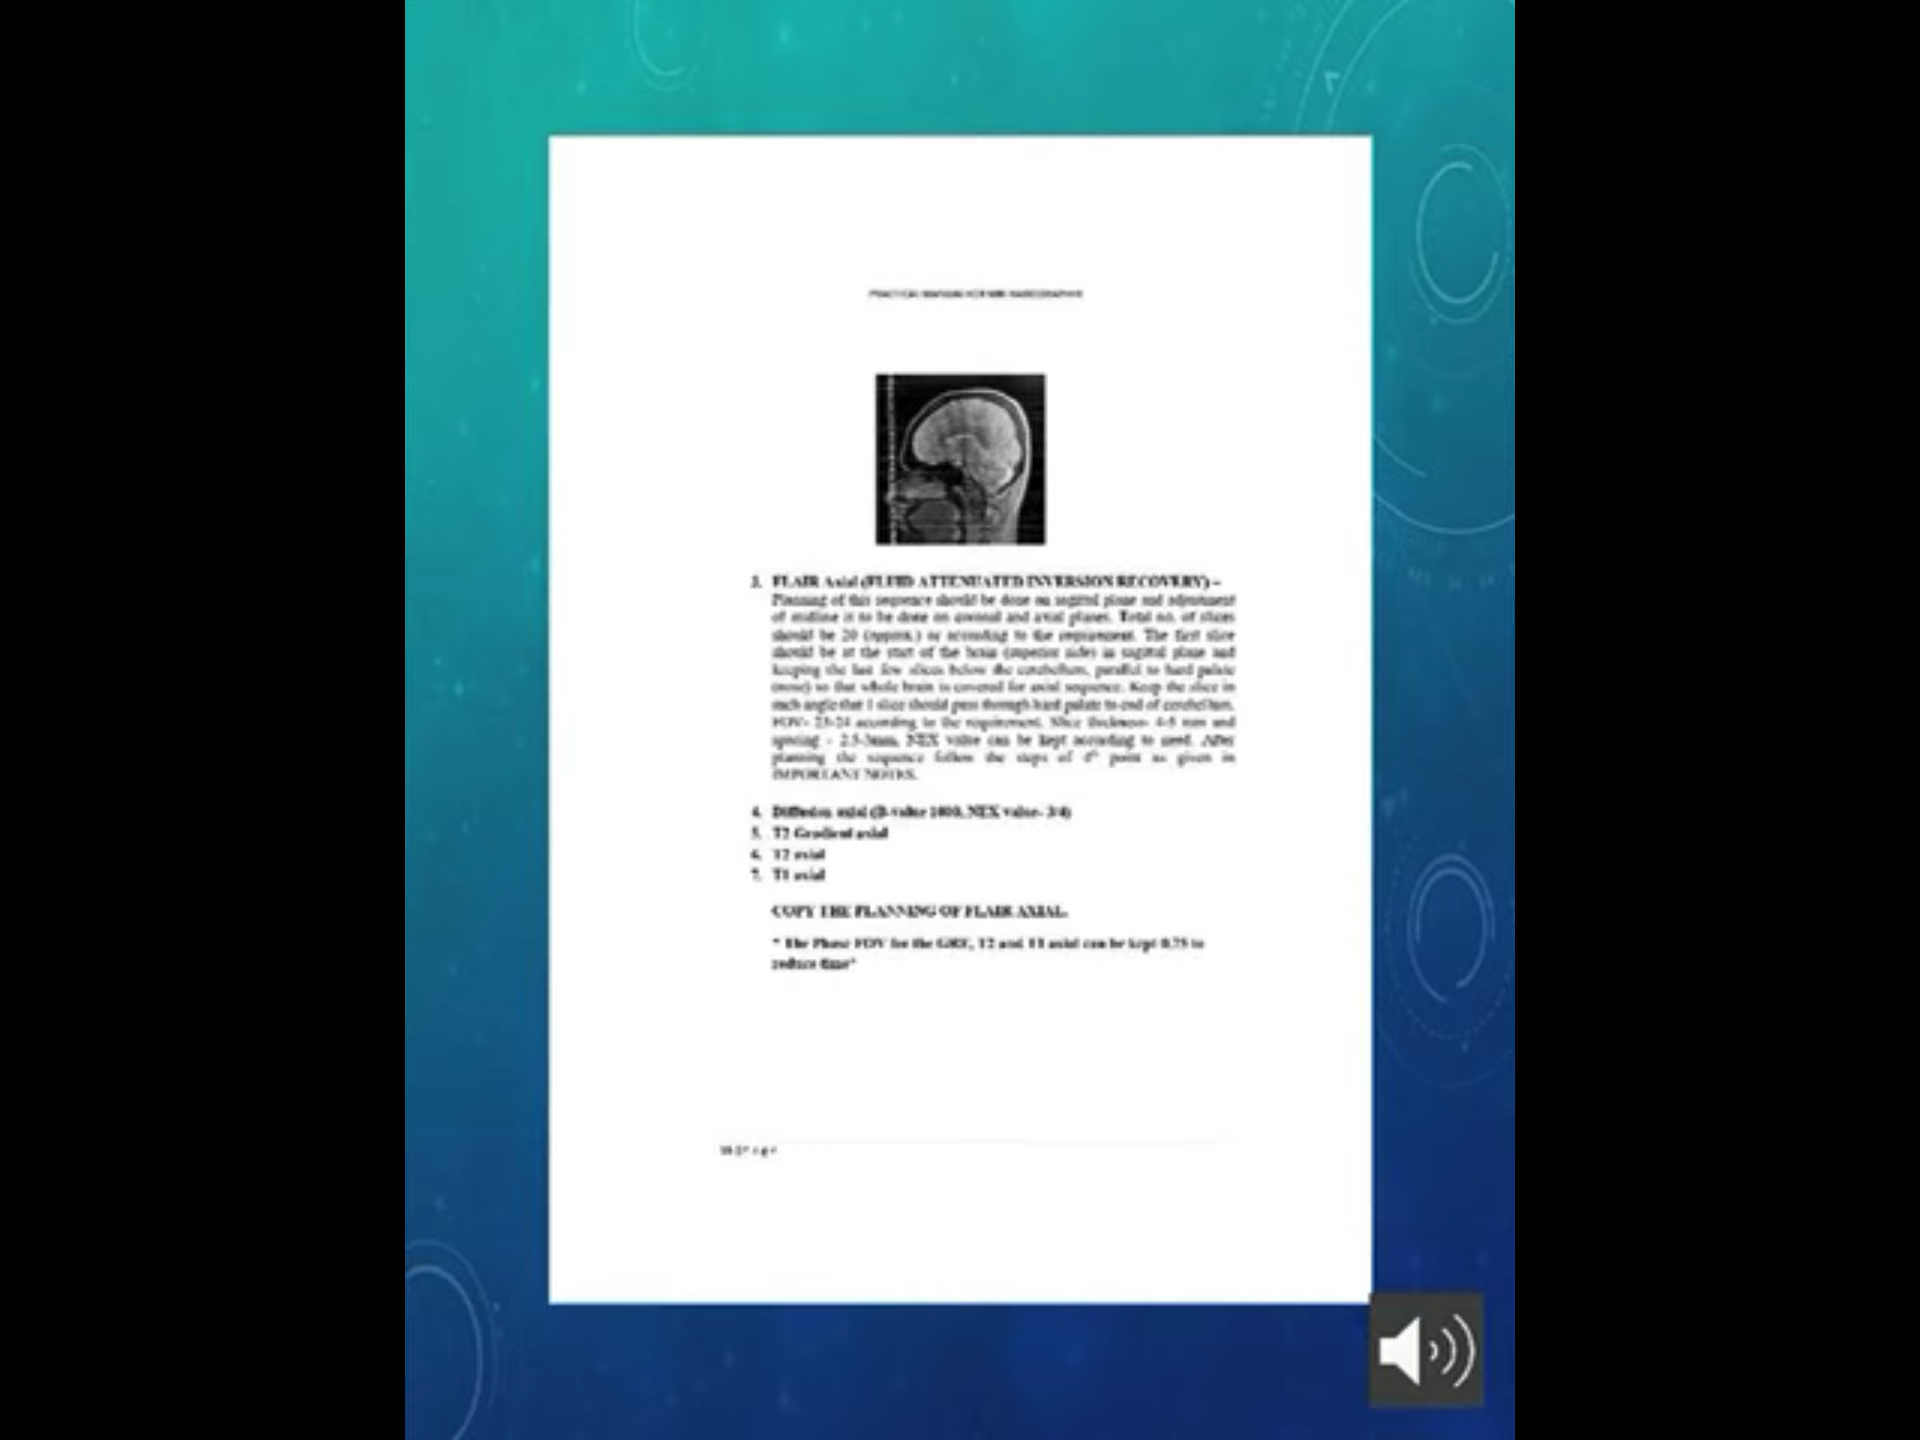 PRACTICAL MANUAL FOR MRI RADIOGRAPHERS
3. FLAIR Axial (FLUID ATTENUATED INVERSION RECOVERY) –
Planning of this sequence should be done on sagittal plane and adjustment
of midline is to be done on coronal and axial planes. Total no. of slices
should be 20 (approx.) or according to the requirement. The first slice
should be at the start of the brain (superior side) in sagittal plane and
keeping the last few slices below the cerebellum, parallel to hard palate
(nose) so that whole brain is covered for axial sequence. Keep the slice in
such angle that 1 slice should pass through hard palate to end of cerebellum.
FOV- 23-24 according to the requirement. Slice thickness- 4-5 mm and
spacing - 2.5-3mm, NEX value can be kept according to need. After
planning the sequence follow the steps of point as given in
IMPORTANT NOTES.
4. Diffusion axial (B-value 1000, NEX value- 3/4)
5. T2 Gradient axial
6. T2 axial
7. T1 axial
COPY THE PLANNING OF FLAIR AXIAL.
* The Phase FOV for the GRE, T2 and T1 axial can be kept 0.75 to
reduce time*